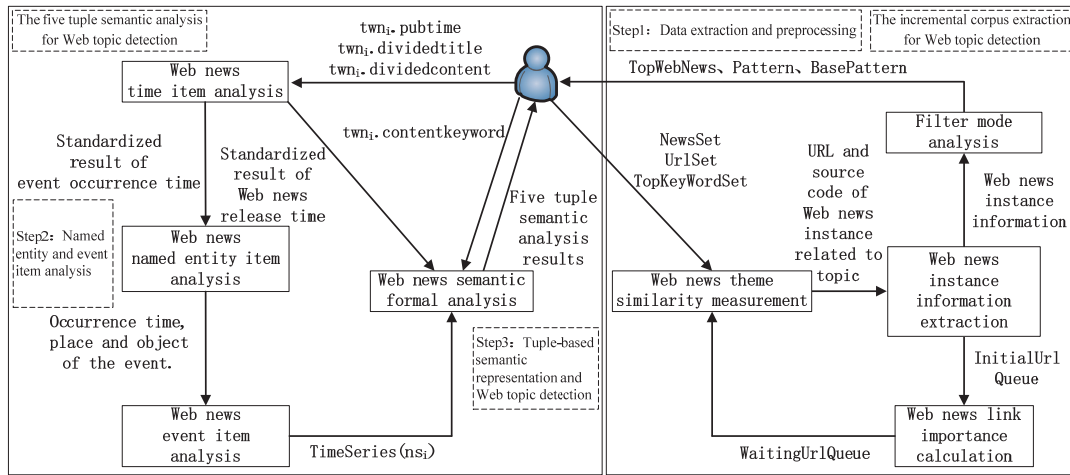 The five tuple semantic analysis
for Web topic detection
twnᵢ.pubtime
twnᵢ.dividedtitle
twnᵢ.dividedcontent
Web news
time item analysis
twnᵢ.contentkeyword
Standardized
result of
event occurrence time
Standardized
result of
Web news
release time
Step2：Named
entity and event
item analysis
Web news
named entity item
analysis
Five tuple
semantic
analysis
results
Web news semantic
formal analysis
Occurrence time,
place and object
of the event.
Step3：Tuple-based
semantic
representation and
Web topic detection
Web news
event item
analysis
TimeSeries(nsᵢ)
Step1：Data extraction and preprocessing
The incremental corpus extraction
for Web topic detection
TopWebNews、Pattern、BasePattern
Filter mode
analysis
NewsSet
UrlSet
TopKeyWordSet
URL and
source
code of
Web news
instance
related to
topic
Web news
instance
information
Web news theme
similarity measurement
Web news
instance
information
extraction
InitialUrl
Queue
Web news link
importance
calculation
WaitingUrlQueue